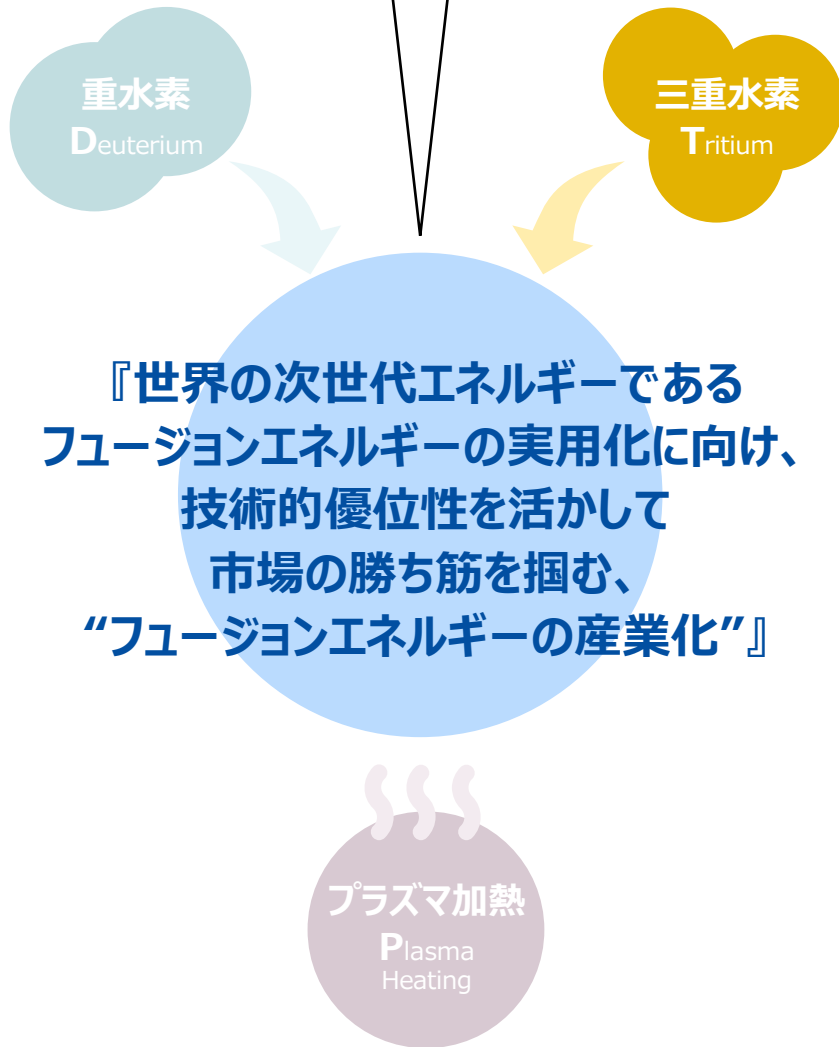 重水素
Deuterium
三重水素
Tritium
『世界の次世代エネルギーである
フュージョンエネルギーの実用化に向け、
技術的優位性を活かして
市場の勝ち筋を掴む、
“フュージョンエネルギーの産業化”』
プラズマ加熱
Plasma
Heating